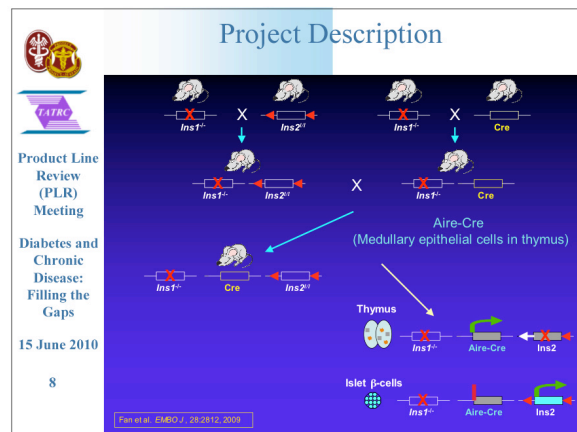 Project Description
TATRC
Product Line
Review
(PLR)
Meeting
Diabetes and
Chronic
Disease:
Filling the
Gaps
15 June 2010
8
X X
Ins1-/- Ins2f/f Ins1-/- Cre
X
Ins1-/- Ins2f/f Ins1-/- Cre
Aire-Cre
(Medullary epithelial cells in thymus)
Ins1-/- Cre Ins2f/f
Thymus
Ins1-/- Aire-Cre Ins2
Islet β-cells
Ins1-/- Aire-Cre Ins2
Fan et al. EMBO J , 28:2812, 2009